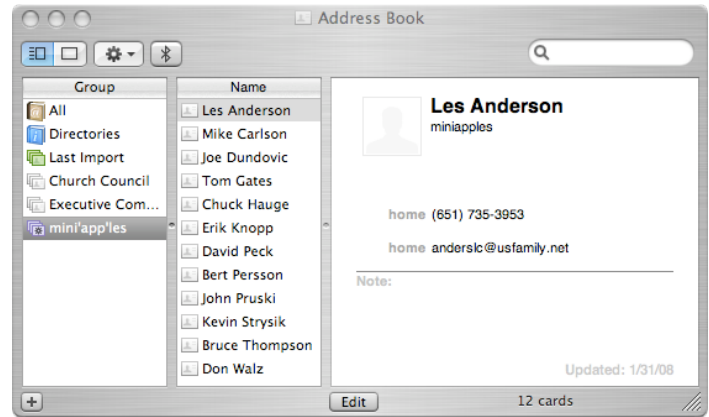 Address Book
Group
All
Directories
Last Import
Church Council
Executive Com...
mini'app'les
Name
Les Anderson
Mike Carlson
Joe Dundovic
Tom Gates
Chuck Hauge
Erik Knopp
David Peck
Bert Persson
John Pruski
Kevin Strysik
Bruce Thompson
Don Walz
Les Anderson
miniapples
home (651) 735-3953
home anderslc@usfamily.net
Note:
Updated: 1/31/08
Edit
12 cards